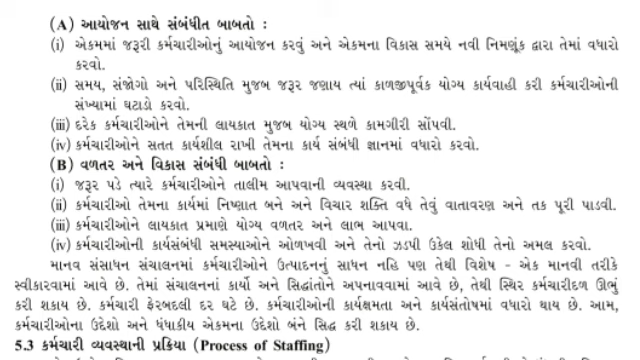 (A) આયોજન સાથે સંબંધીત બાબતો :
(i) એકમમાં જરૂરી કર્મચારીઓનું આયોજન કરવું અને એકમના વિકાસ સમયે નવી નિમણૂંક દ્વારા તેમાં વધારો
કરવો.
(ii) સમય, સંજોગો અને પરિસ્થિતિ મુજબ જરૂર જણાય ત્યાં કાળજીપૂર્વક યોગ્ય કાર્યવાહી કરી કર્મચારીઓની
સંખ્યામાં ઘટાડો કરવો.
(iii) દરેક કર્મચારીઓને તેમની લાયકાત મુજબ યોગ્ય સ્થળે કામગીરી સોંપવી.
(iv) કર્મચારીઓને સતત કાર્યશીલ રાખી તેમના કાર્ય સંબંધી જ્ઞાનમાં વધારો કરવો.
(B) વળતર અને વિકાસ સંબંધી બાબતો :
(i) જરૂર પડે ત્યારે કર્મચારીઓને તાલીમ આપવાની વ્યવસ્થા કરવી.
(ii) કર્મચારીઓ તેમના કાર્યમાં નિષ્ણાત બને અને વિચાર શક્તિ વધે તેવું વાતાવરણ અને તક પૂરી પાડવી.
(iii) કર્મચારીઓને લાયકાત પ્રમાણે યોગ્ય વળતર અને લાભ આપવા.
(iv) કર્મચારીઓની કાર્યસંબંધી સમસ્યાઓને ઓળખવી અને તેનો ઝડપી ઉકેલ શોધી તેનો અમલ કરવો.
માનવ સંસાધન સંચાલનમાં કર્મચારીઓને ઉત્પાદનનું સાધન નહિ પણ તેથી વિશેષ - એક માનવી તરીકે
સ્વીકારવામાં આવે છે. તેમાં સંચાલનનાં કાર્યો અને સિદ્ધાંતોને અપનાવવામાં આવે છે, તેથી સ્થિર કર્મચારીદળ ઊભું
કરી શકાય છે. કર્મચારી ફેરબદલી દર ઘટે છે. કર્મચારીઓની કાર્યક્ષમતા અને કાર્યસંતોષમાં વધારો થાય છે. આમ,
કર્મચારીઓના ઉદેશો અને ધંધાકીય એકમના ઉદેશો બંને સિદ્ધ કરી શકાય છે.
5.3 કર્મચારી વ્યવસ્થાની પ્રક્રિયા (Process of Staffing)